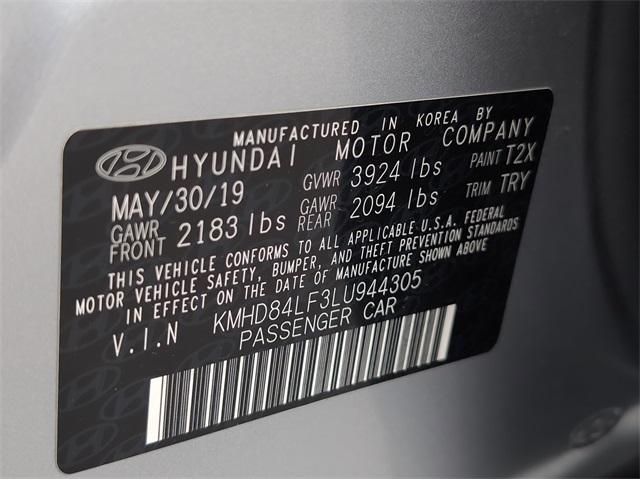 MANUFACTURED IN KOREA BY
HYUNDAI MOTOR COMPANY
MAY/30/19 GVWR 3924 lbs PAINT T2X
GAWR FRONT 2183 lbs GAWR REAR 2094 lbs TRIM TRY
THIS VEHICLE CONFORMS TO ALL APPLICABLE U.S.A. FEDERAL
MOTOR VEHICLE SAFETY, BUMPER, AND THEFT PREVENTION STANDARDS
IN EFFECT ON THE DATE OF MANUFACTURE SHOWN ABOVE
V.I.N KMHD84LF3LU944305
PASSENGER CAR